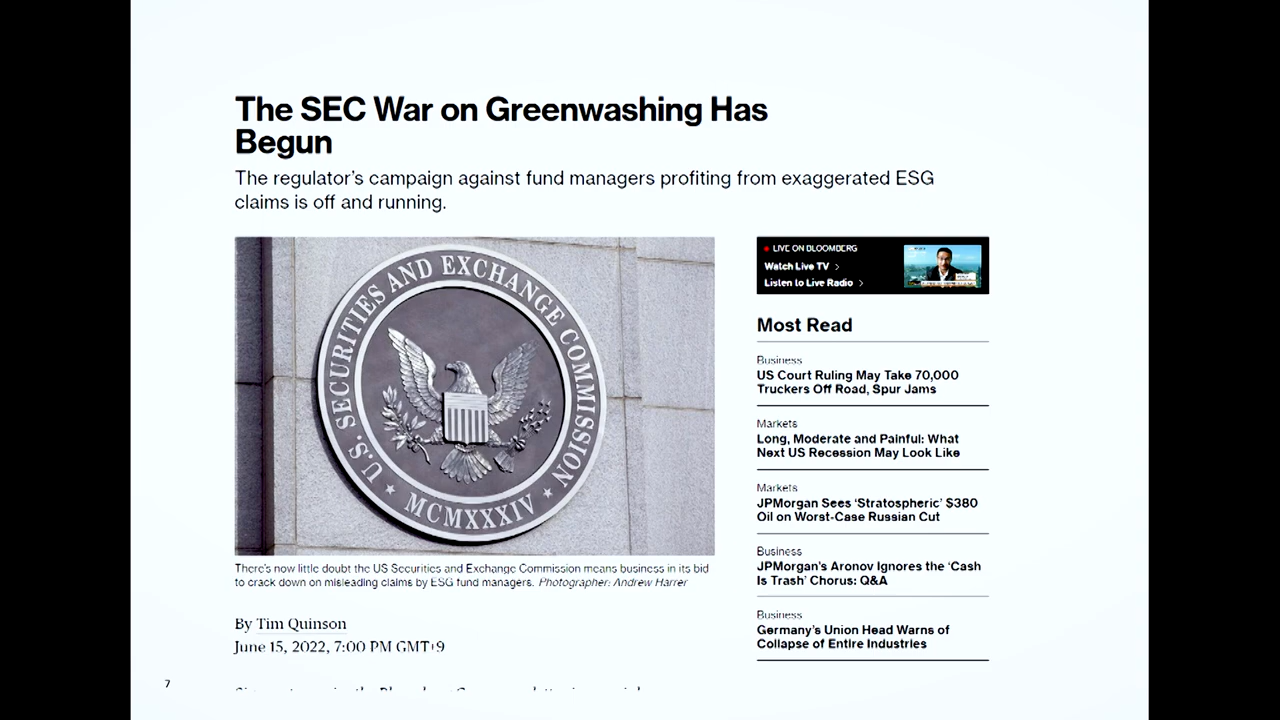 The SEC War on Greenwashing Has
Begun
The regulator's campaign against fund managers profiting from exaggerated ESG
claims is off and running.
U.S. SECURITIES AND EXCHANGE COMMISSION
MCMXXXIV
There's now little doubt the US Securities and Exchange Commission means business in its bid
to crack down on misleading claims by ESG fund managers. Photographer: Andrew Harrer
By Tim Quinson
June 15, 2022, 7:00 PM GMT+9
LIVE ON BLOOMBERG
Watch Live TV >
Listen to Live Radio >
Most Read
Business
US Court Ruling May Take 70,000
Truckers Off Road, Spur Jams
Markets
Long, Moderate and Painful: What
Next US Recession May Look Like
Markets
JPMorgan Sees 'Stratospheric' $380
Oil on Worst-Case Russian Cut
Business
JPMorgan's Aronov Ignores the 'Cash
Is Trash' Chorus: Q&A
Business
Germany's Union Head Warns of
Collapse of Entire Industries
7